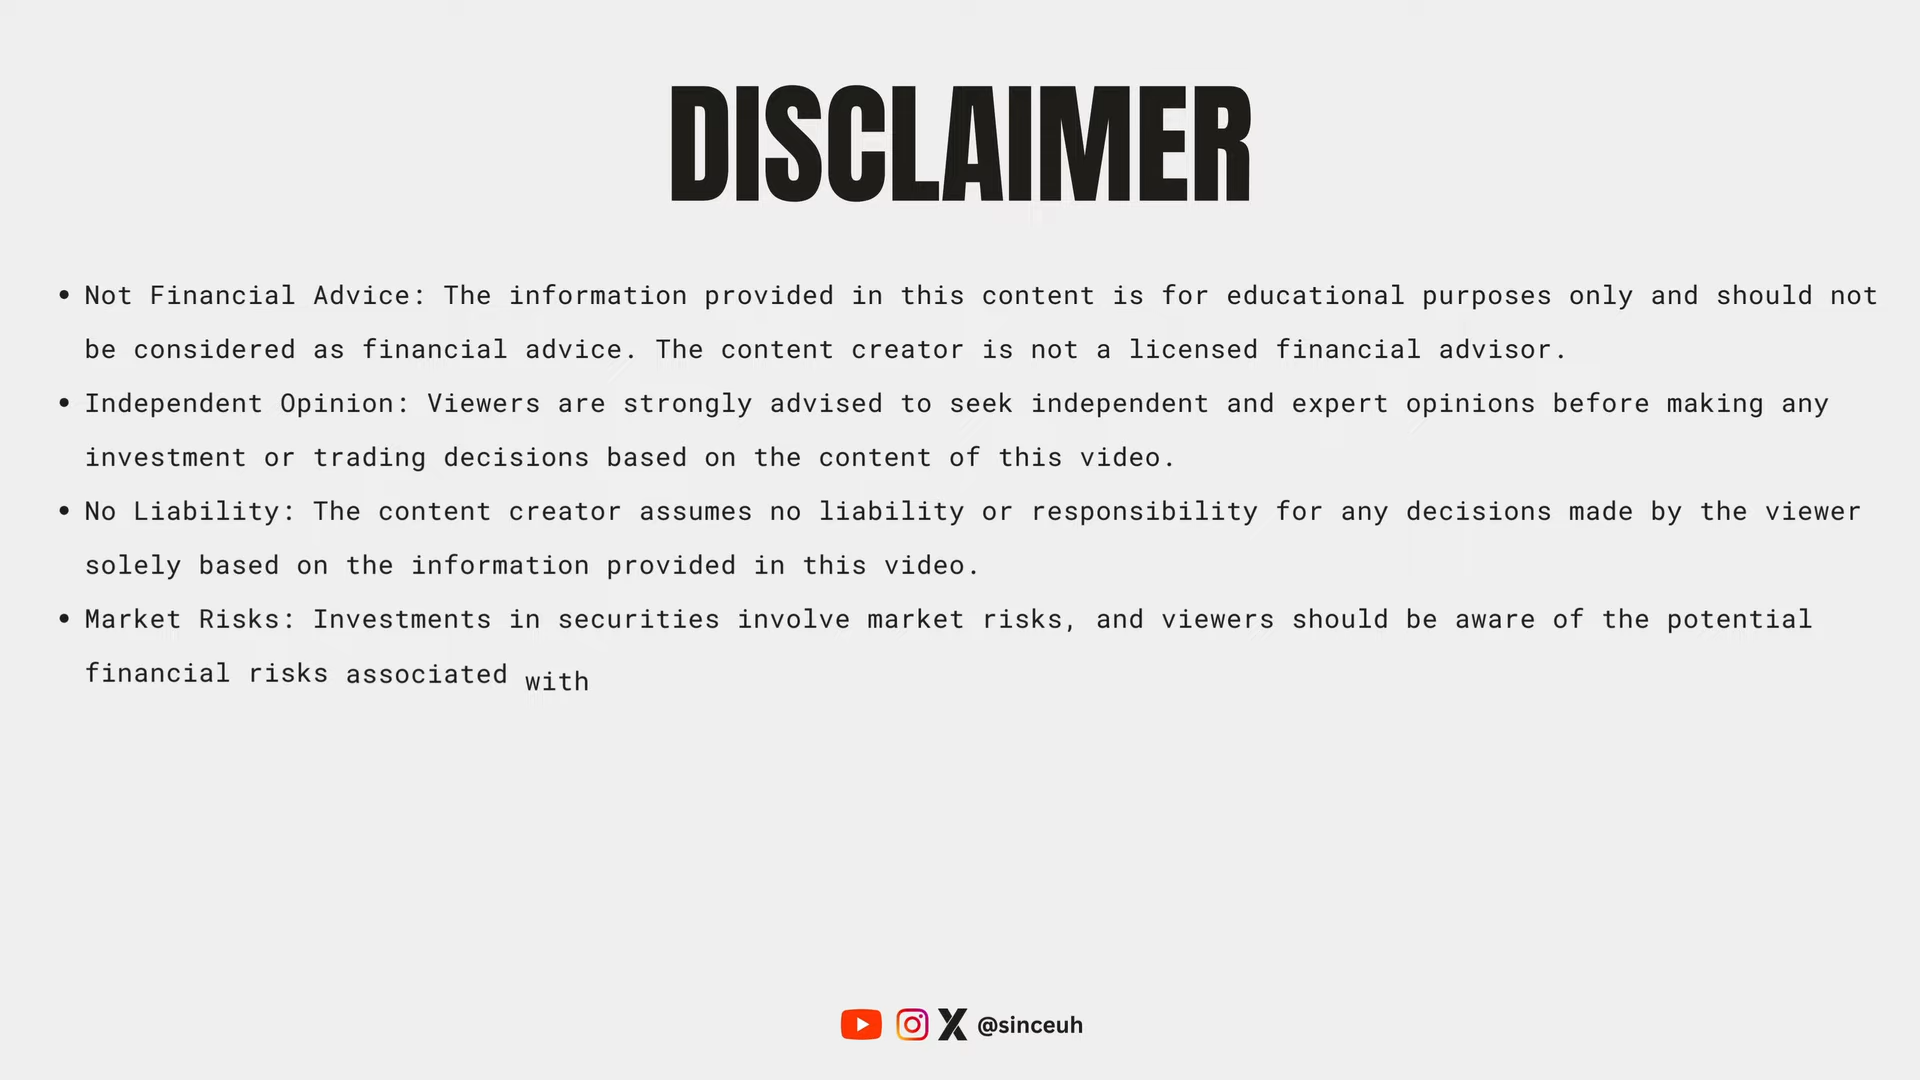 DISCLAIMER
• Not Financial Advice: The information provided in this content is for educational purposes only and should not
be considered as financial advice. The content creator is not a licensed financial advisor.
• Independent Opinion: Viewers are strongly advised to seek independent and expert opinions before making any
investment or trading decisions based on the content of this video.
• No Liability: The content creator assumes no liability or responsibility for any decisions made by the viewer
solely based on the information provided in this video.
• Market Risks: Investments in securities involve market risks, and viewers should be aware of the potential
financial risks associated with
@sinceuh